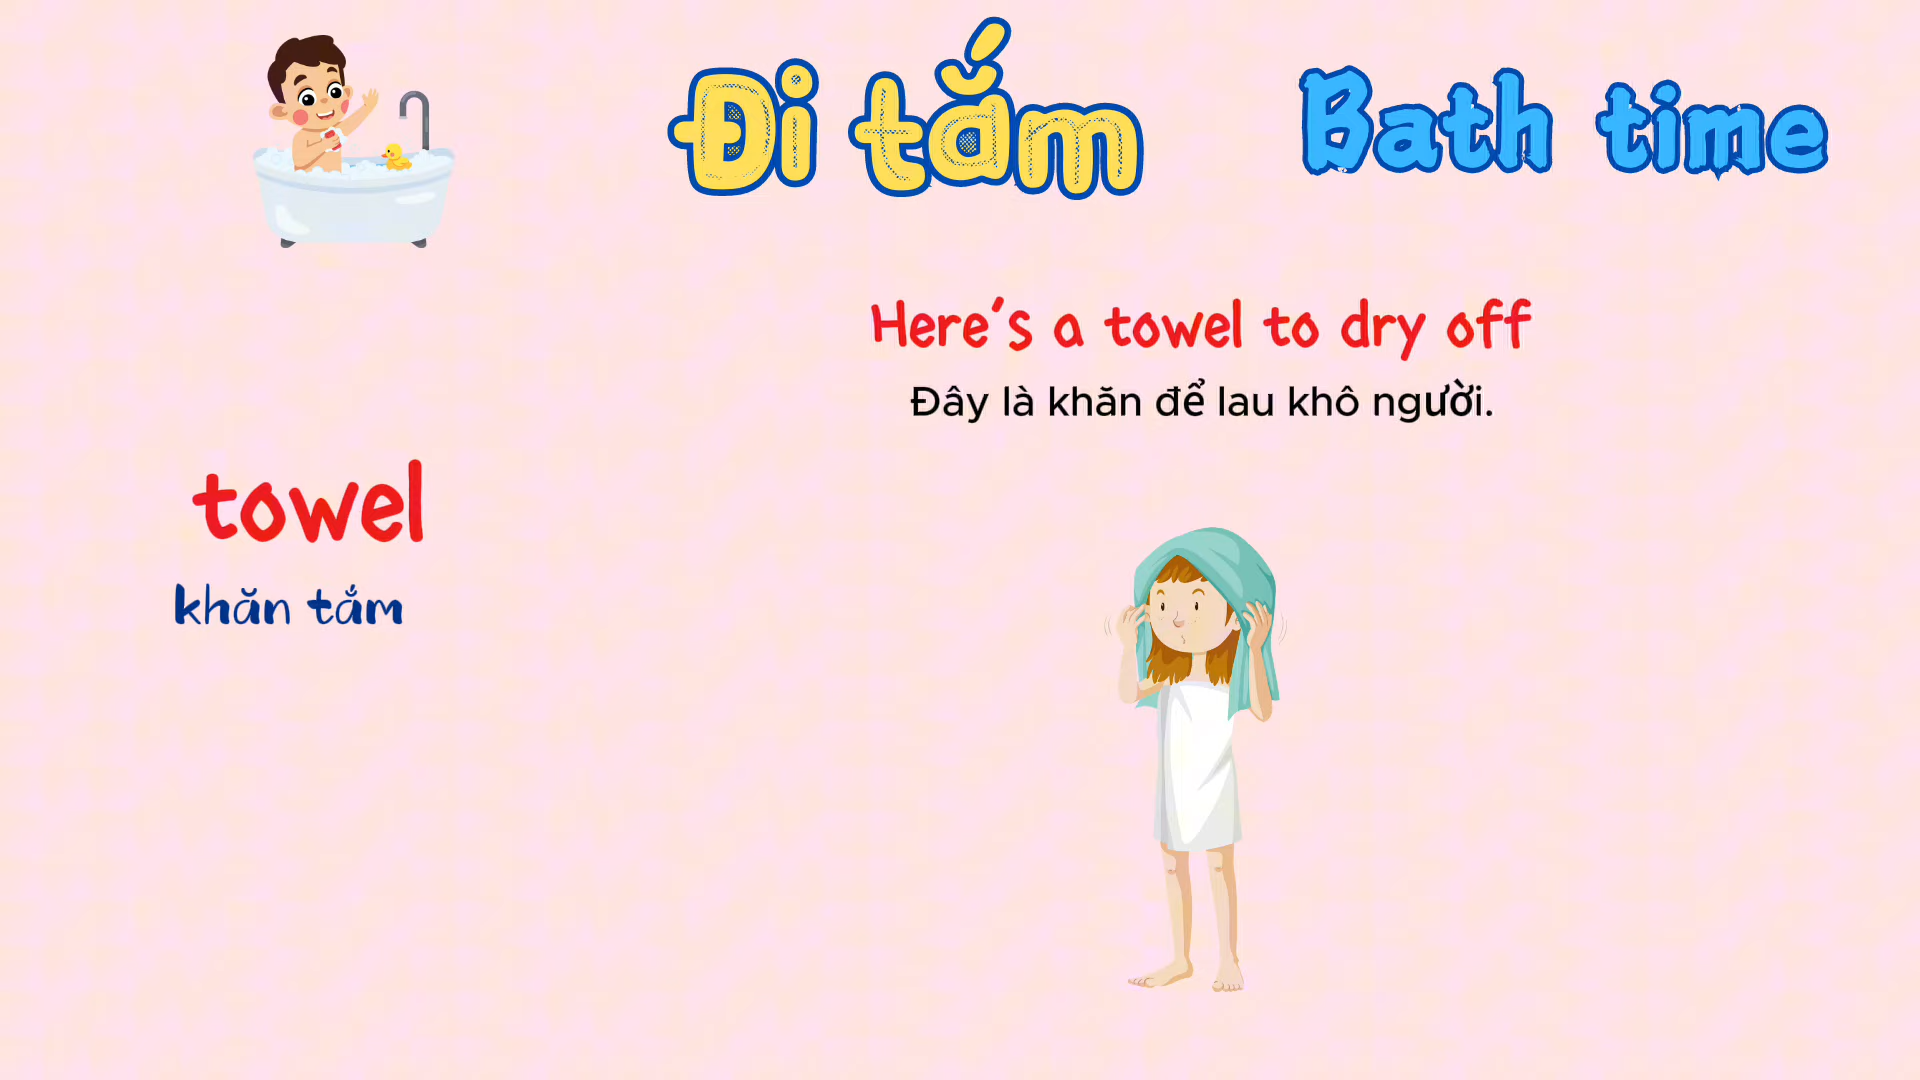 Đi tắm
Bath time
Here's a towel to dry off
Đây là khăn để lau khô người.
towel
khăn tắm